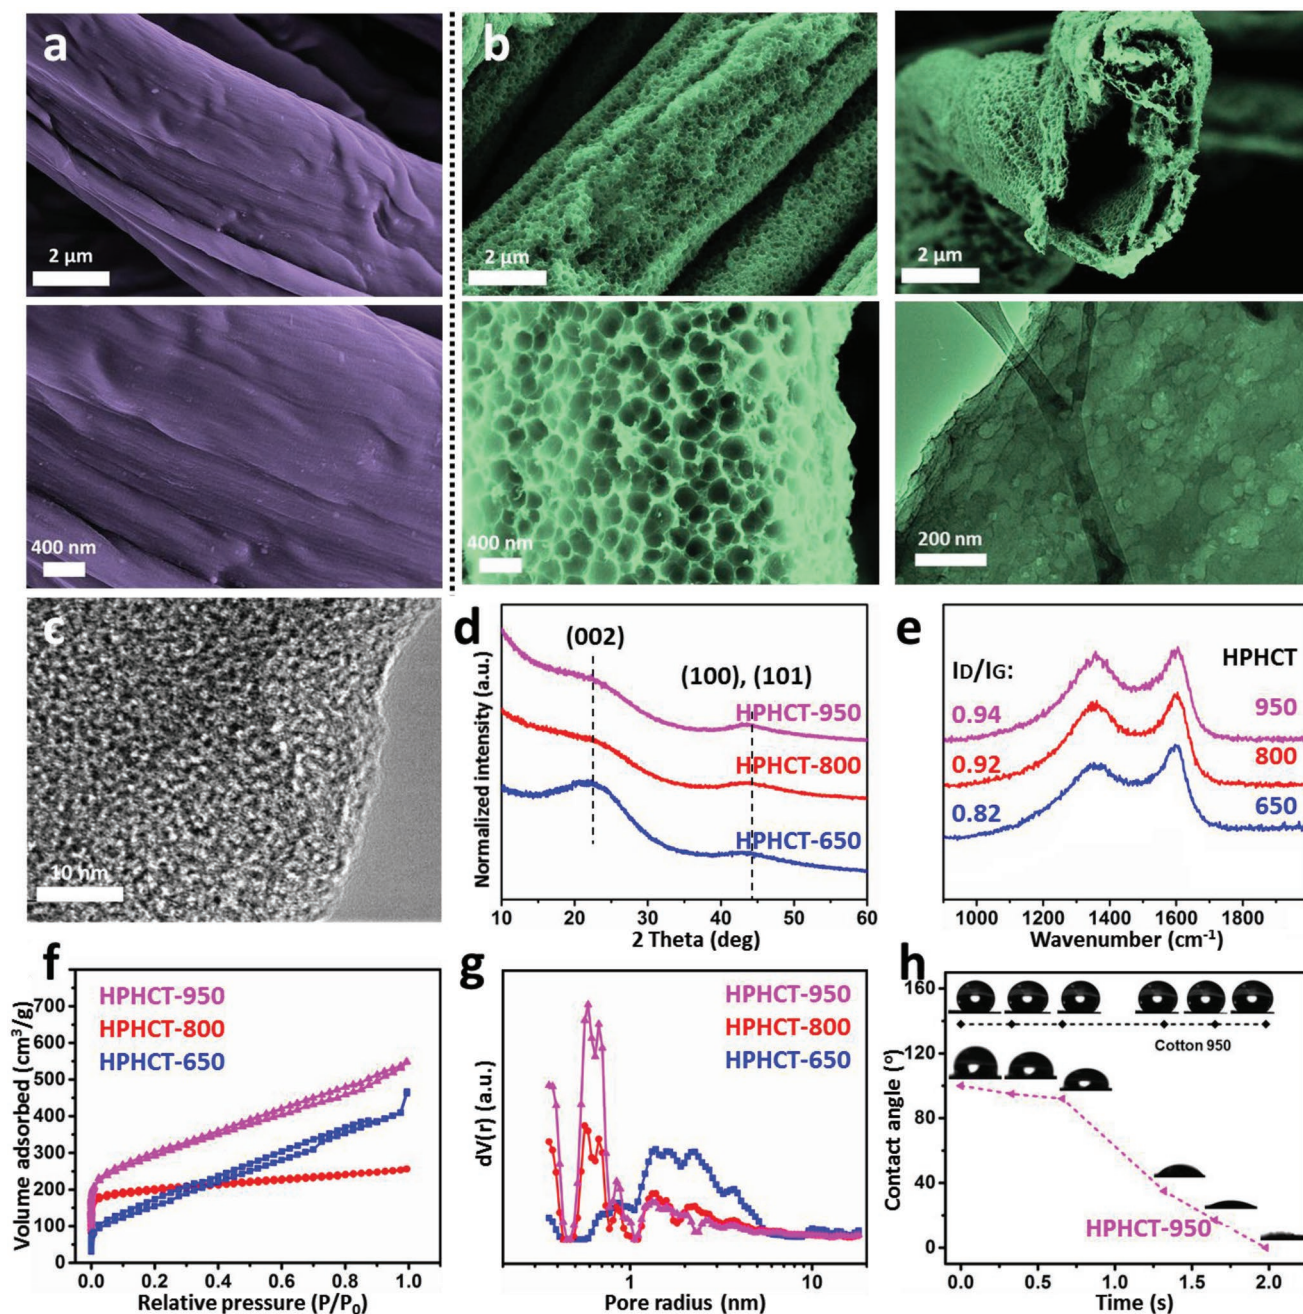 a
2 μm
400 nm
b
2 μm
2 μm
400 nm
200 nm
c
10 nm
d
(002)
(100), (101)
HPHCT-950
HPHCT-800
HPHCT-650
Normalized intensity (a.u.)
10 20 30 40 50 60
2 Theta (deg)
e
ID/IG:
HPHCT
0.94
950
0.92
800
0.82
650
1000 1200 1400 1600 1800
Wavenumber (cm⁻¹)
f
HPHCT-950
HPHCT-800
HPHCT-650
Volume adsorbed (cm³/g)
700
600
500
400
300
200
100
0
0.0 0.2 0.4 0.6 0.8 1.0
Relative pressure (P/P₀)
g
HPHCT-950
HPHCT-800
HPHCT-650
dV(r) (a.u.)
1 10
Pore radius (nm)
h
160
120
80
40
0
Contact angle (°)
Cotton 950
HPHCT-950
0.0 0.5 1.0 1.5 2.0
Time (s)